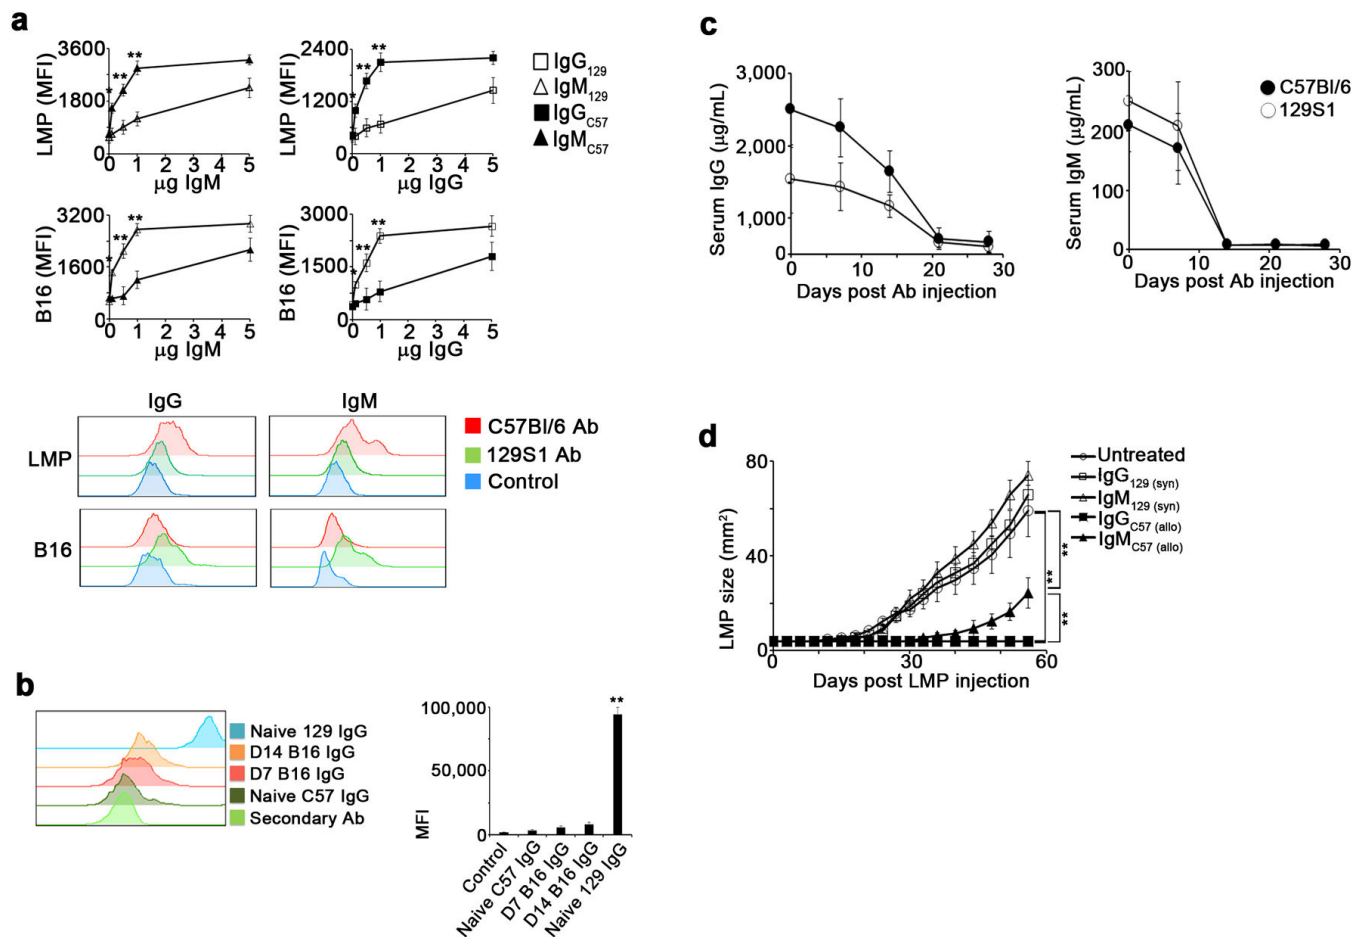 a
LMP (MFI)
3600
1800
0
0 1 2 3 4 5
µg IgM
*
**
**
LMP (MFI)
2400
1200
0
0 1 2 3 4 5
µg IgG
*
**
**
IgG129
IgM129
IgGC57
IgMC57
B16 (MFI)
3200
1600
0
0 1 2 3 4 5
µg IgM
*
**
**
B16 (MFI)
3000
1500
0
0 1 2 3 4 5
µg IgG
*
**
**
IgG IgM
LMP
B16
C57Bl/6 Ab
129S1 Ab
Control
b
Naive 129 IgG
D14 B16 IgG
D7 B16 IgG
Naive C57 IgG
Secondary Ab
MFI
100,000
50,000
0
**
Control
Naive C57 IgG
D7 B16 IgG
D14 B16 IgG
Naive 129 IgG
c
Serum IgG (µg/mL)
3,000
2,000
1,000
0
0 10 20 30
Days post Ab injection
Serum IgM (µg/mL)
300
200
100
0
0 10 20 30
Days post Ab injection
C57Bl/6
129S1
d
LMP size (mm²)
80
40
0
0 30 60
Days post LMP injection
Untreated
IgG129 (syn)
IgM129 (syn)
IgGC57 (allo)
IgMC57 (allo)
**
**
**